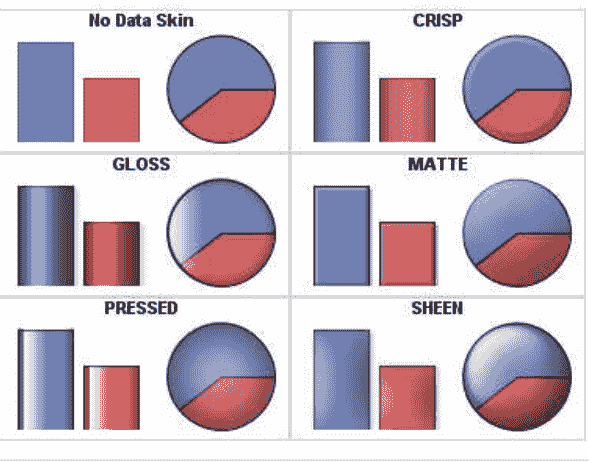 No Data Skin
CRISP
GLOSS
MATTE
PRESSED
SHEEN